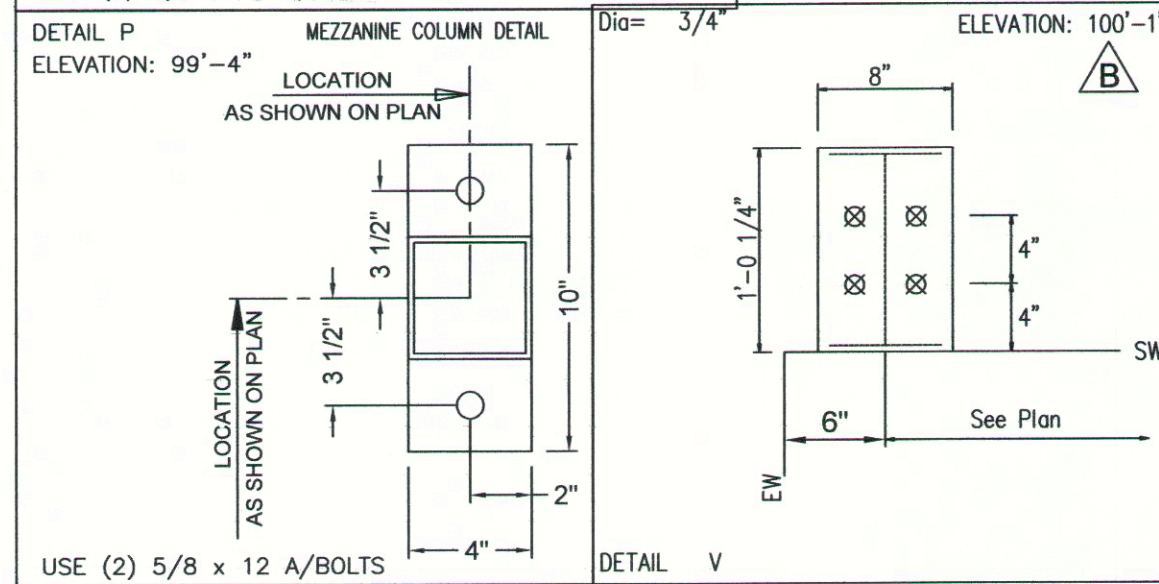 DETAIL P
MEZZANINE COLUMN DETAIL
ELEVATION: 99'-4"
LOCATION
AS SHOWN ON PLAN
3 1/2"
3 1/2"
10"
LOCATION
AS SHOWN ON PLAN
2"
4"
USE (2) 5/8 x 12 A/BOLTS
Dia= 3/4"
ELEVATION: 100'-1"
B
8"
1'-0 1/4"
4"
4"
SW
6"
See Plan
EW
DETAIL V